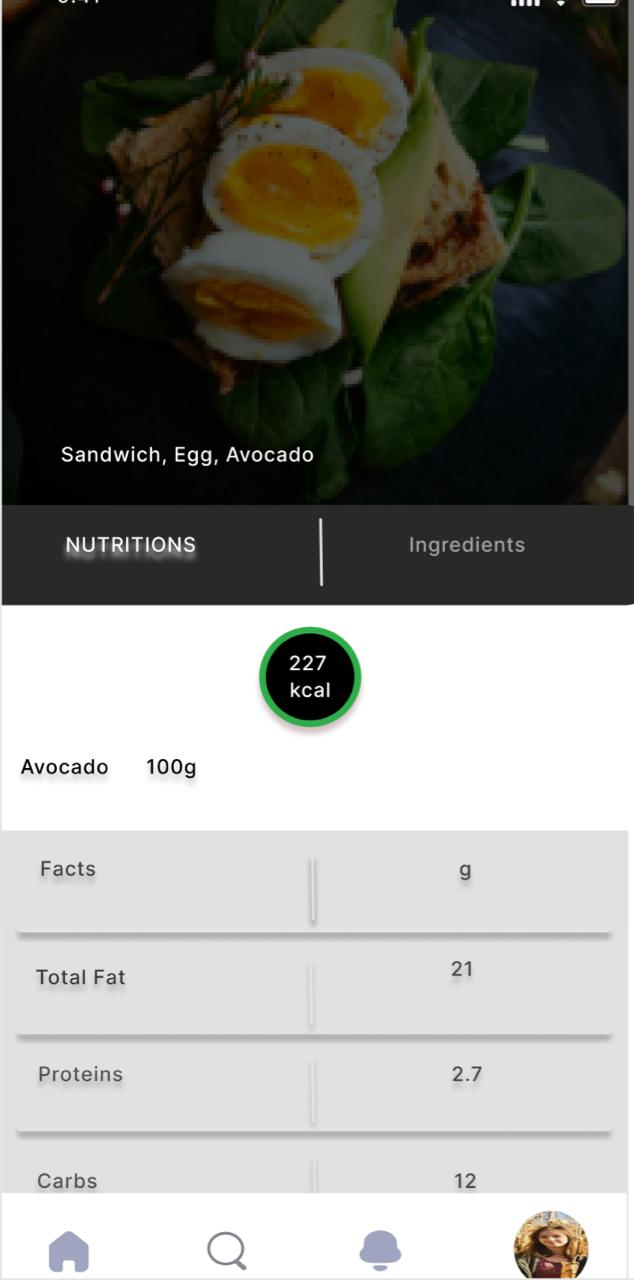 Sandwich, Egg, Avocado
NUTRITIONS Ingredients
227
kcal
Avocado 100g
Facts g
Total Fat 21
Proteins 2.7
Carbs 12